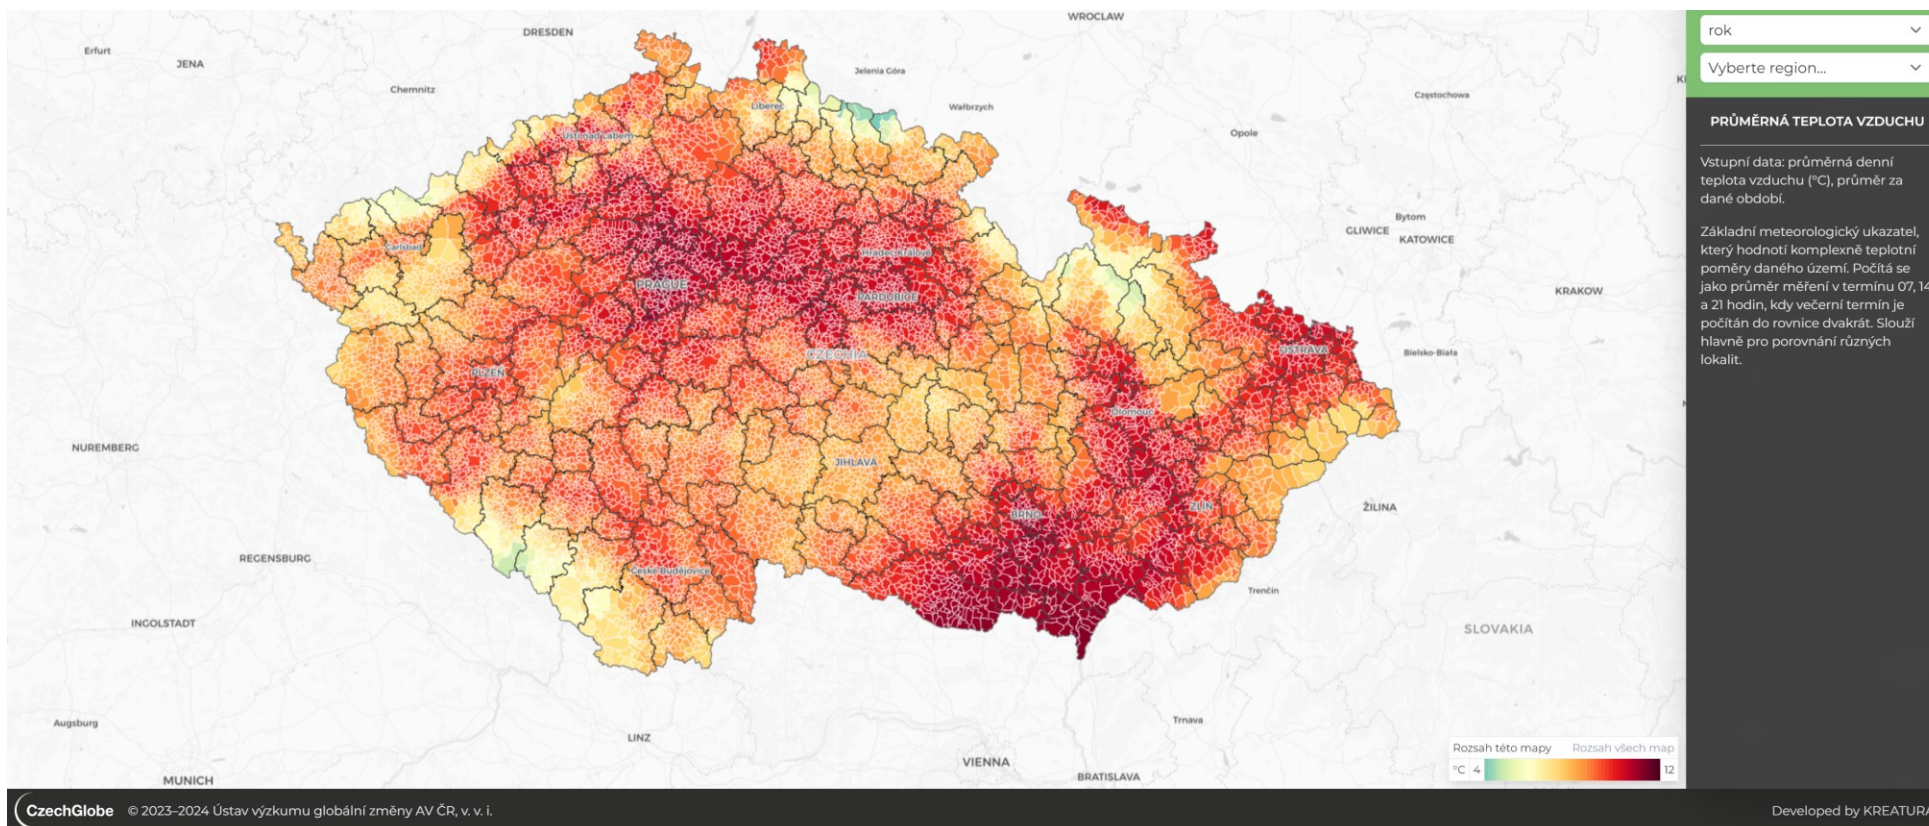 WROCLAW
DRESDEN
Erfurt
JENA
Jelenia Góra
Chemnitz
Częstochowa
Wałbrzych
Liberec
Opole
Ústí nad Labem
Bytom
GLIWICE
KATOWICE
Carlsbad
Hradec Králové
PRAGUE
KRAKOW
PARDUBICE
OSTRAVA
CZECHIA
Bielsko-Biała
PLZEŇ
Olomouc
NUREMBERG
JIHLAVA
ŽILINA
ZLÍN
BRNO
REGENSBURG
České Budějovice
Trenčín
INGOLSTADT
SLOVAKIA
Augsburg
Trnava
LINZ
VIENNA
MUNICH
BRATISLAVA
Rozsah této mapy Rozsah všech map
°C 4 12
rok
Vyberte region...
PRŮMĚRNÁ TEPLOTA VZDUCHU
Vstupní data: průměrná denní
teplota vzduchu (°C), průměr za
dané období.
Základní meteorologický ukazatel,
který hodnotí komplexně teplotní
poměry daného území. Počítá se
jako průměr měření v termínu 07, 14
a 21 hodin, kdy večerní termín je
počítán do rovnice dvakrát. Slouží
hlavně pro porovnání různých
lokalit.
CzechGlobe © 2023–2024 Ústav výzkumu globální změny AV ČR, v. v. i.
Developed by KREATURA